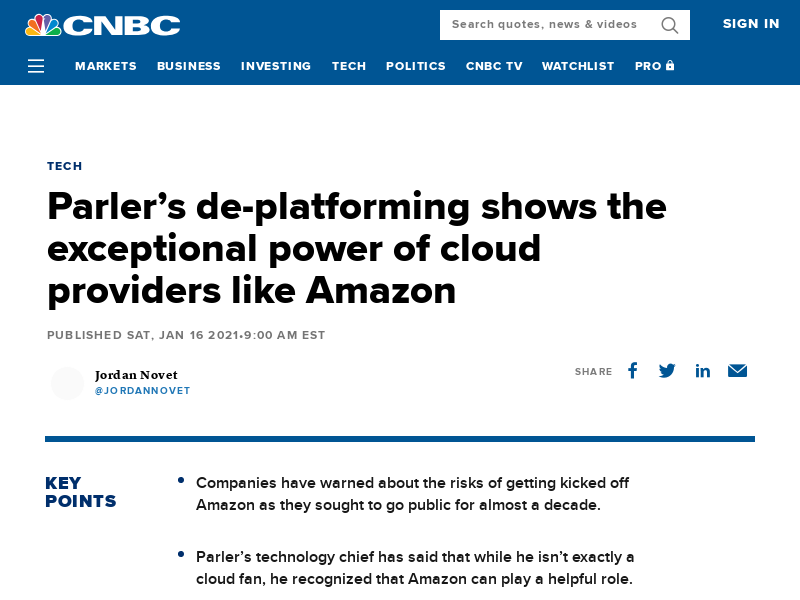 CNBC
Search quotes, news & videos
SIGN IN
MARKETS BUSINESS INVESTING TECH POLITICS CNBC TV WATCHLIST PRO
TECH
Parler’s de-platforming shows the
exceptional power of cloud
providers like Amazon
PUBLISHED SAT, JAN 16 2021•9:00 AM EST
Jordan Novet
@JORDANNOVET
SHARE
KEY
POINTS
Companies have warned about the risks of getting kicked off
Amazon as they sought to go public for almost a decade.
Parler’s technology chief has said that while he isn’t exactly a
cloud fan, he recognized that Amazon can play a helpful role.